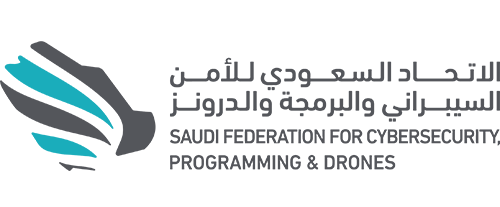 الاتحاد السعودي للأمن
السيبراني والبرمجة والدرونز
SAUDI FEDERATION FOR CYBERSECURITY,
PROGRAMMING & DRONES